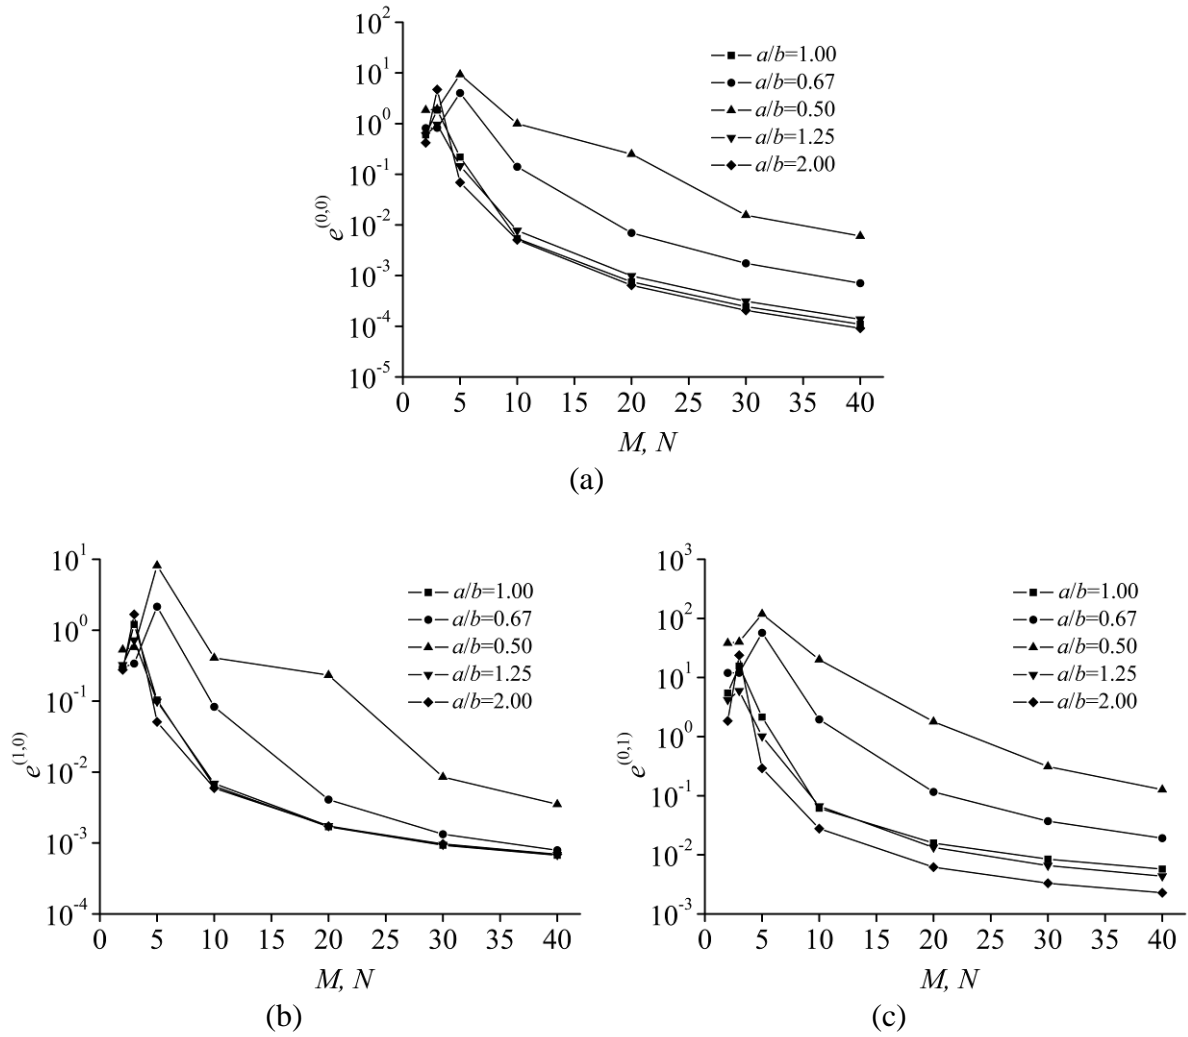 10^2
10^1
10^0
10^-1
10^-2
10^-3
10^-4
10^-5
e^(0,0)
a/b=1.00
a/b=0.67
a/b=0.50
a/b=1.25
a/b=2.00
0 5 10 15 20 25 30 35 40
M, N
(a)
10^1
10^0
10^-1
10^-2
10^-3
10^-4
e^(1,0)
a/b=1.00
a/b=0.67
a/b=0.50
a/b=1.25
a/b=2.00
0 5 10 15 20 25 30 35 40
M, N
(b)
10^3
10^2
10^1
10^0
10^-1
10^-2
10^-3
e^(0,1)
a/b=1.00
a/b=0.67
a/b=0.50
a/b=1.25
a/b=2.00
0 5 10 15 20 25 30 35 40
M, N
(c)